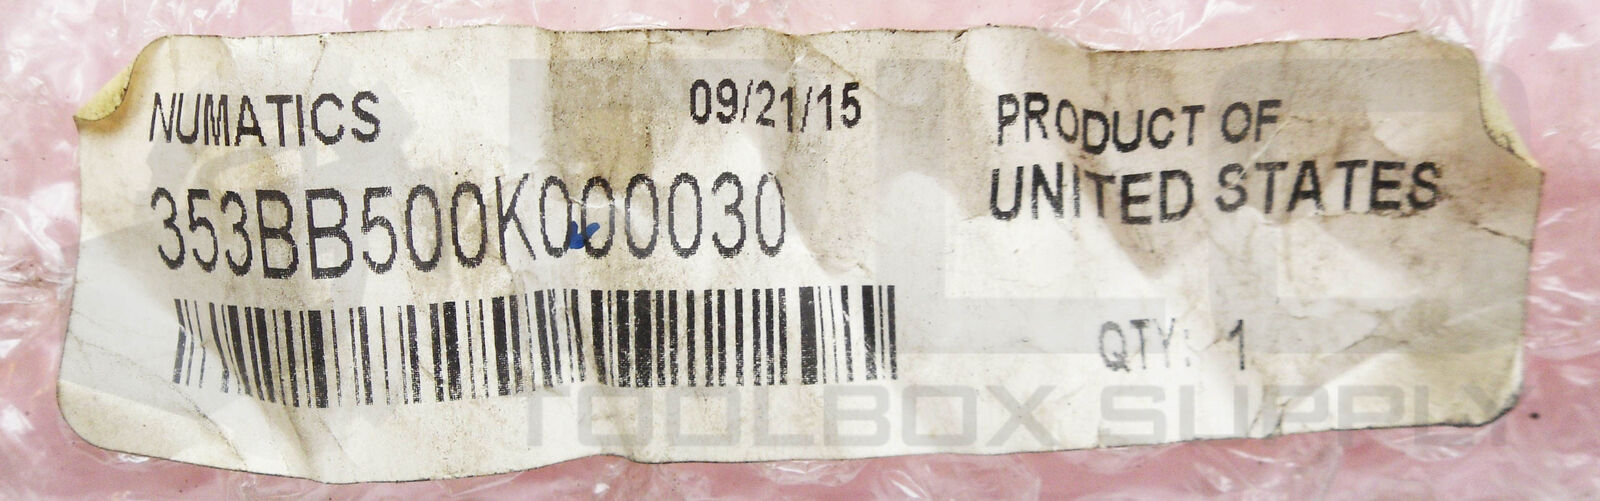 NUMATICS 09/21/15
353BB500K000030
PRODUCT OF
UNITED STATES
QTY: 1
TOOLBOX SUPPLY